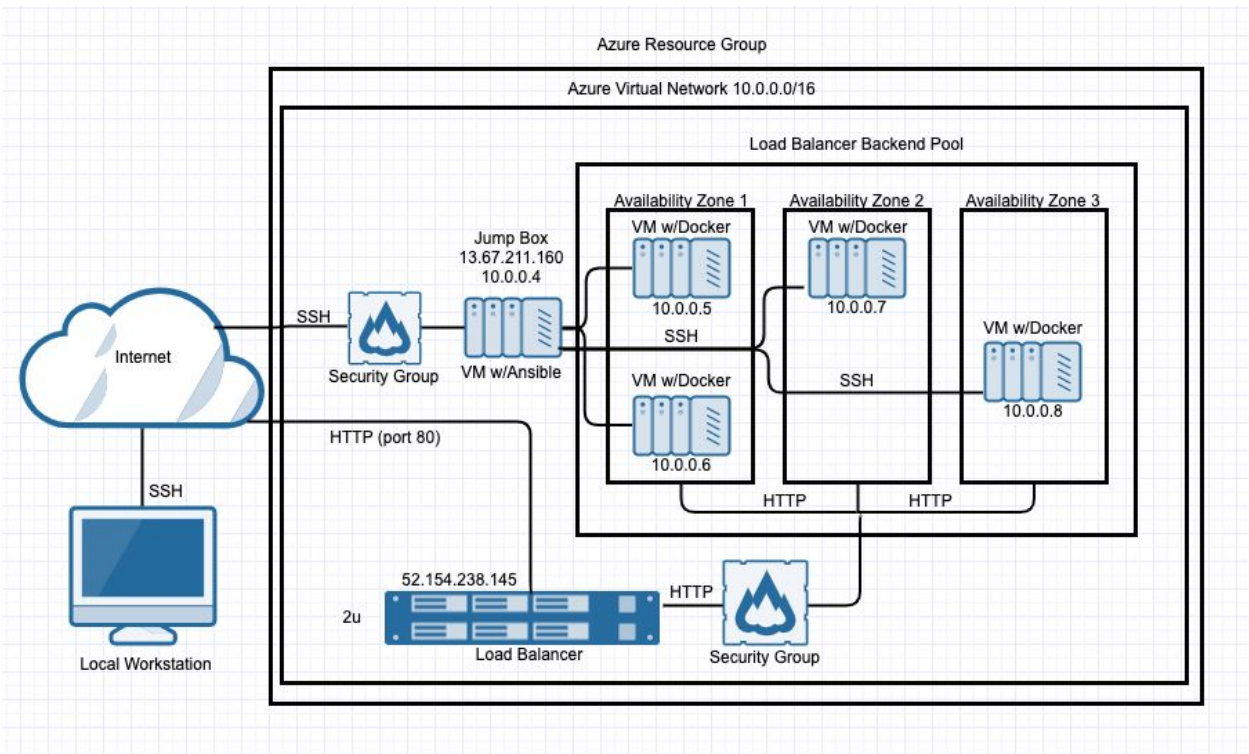 Azure Resource Group
Azure Virtual Network 10.0.0.0/16
Load Balancer Backend Pool
Availability Zone 1
Availability Zone 2
Availability Zone 3
VM w/Docker
10.0.0.5
VM w/Docker
10.0.0.7
VM w/Docker
10.0.0.8
VM w/Docker
10.0.0.6
Jump Box
13.67.211.160
10.0.0.4
VM w/Ansible
SSH
SSH
SSH
Security Group
Internet
HTTP (port 80)
SSH
Local Workstation
HTTP
HTTP
52.154.238.145
2u
Load Balancer
HTTP
Security Group